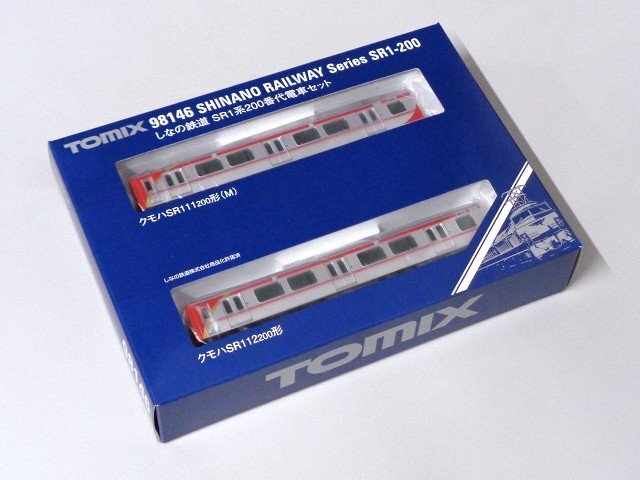 TOMIX 98146 SHINANO RAILWAY Series SR1-200
しなの鉄道 SR1系200番代電車セット
クモハSR111200形(M)
しなの鉄道株式会社商品化許諾済
クモハSR112200形
TOMIX
98146